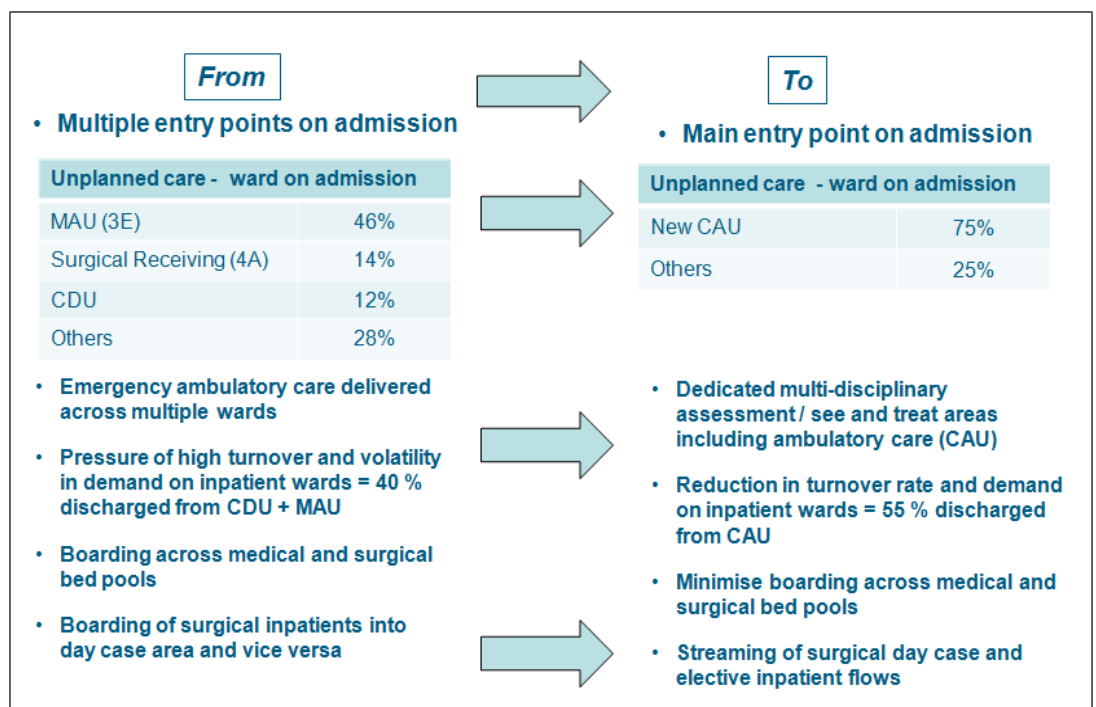 From
• Multiple entry points on admission
Unplanned care - ward on admission
MAU (3E) 46%
Surgical Receiving (4A) 14%
CDU 12%
Others 28%
• Emergency ambulatory care delivered
across multiple wards
• Pressure of high turnover and volatility
in demand on inpatient wards = 40 %
discharged from CDU + MAU
• Boarding across medical and surgical
bed pools
• Boarding of surgical inpatients into
day case area and vice versa
To
• Main entry point on admission
Unplanned care - ward on admission
New CAU 75%
Others 25%
• Dedicated multi-disciplinary
assessment / see and treat areas
including ambulatory care (CAU)
• Reduction in turnover rate and demand
on inpatient wards = 55 % discharged
from CAU
• Minimise boarding across medical and
surgical bed pools
• Streaming of surgical day case and
elective inpatient flows